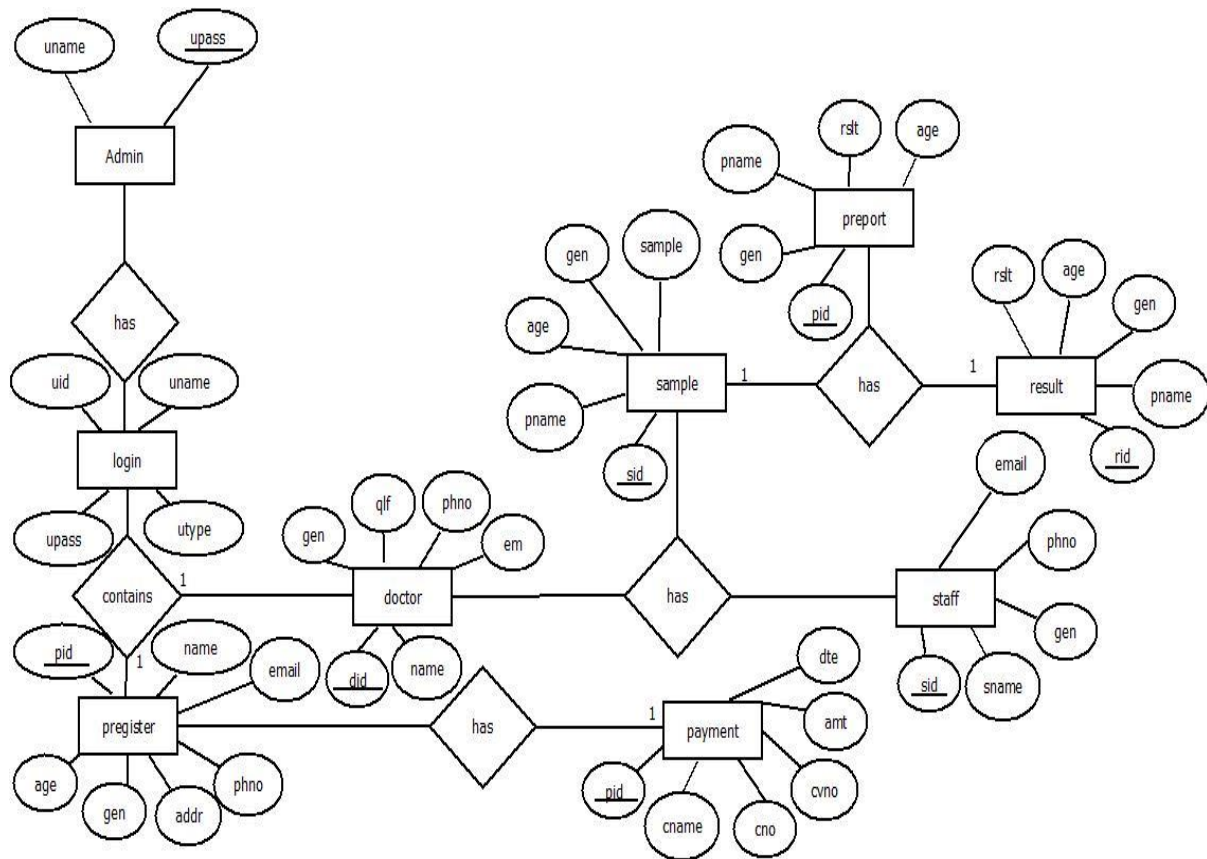 uname
upass
Admin
has
uid
uname
login
upass
utype
contains
1
1
pid
name
email
pregister
age
gen
addr
phno
gen
qlf
phno
em
doctor
did
name
has
1
payment
dte
amt
cvno
cno
cname
pid
pname
rslt
age
preport
gen
pid
gen
sample
age
sample
pname
sid
1
has
1
rslt
age
gen
result
pname
rid
has
email
phno
staff
gen
sid
sname